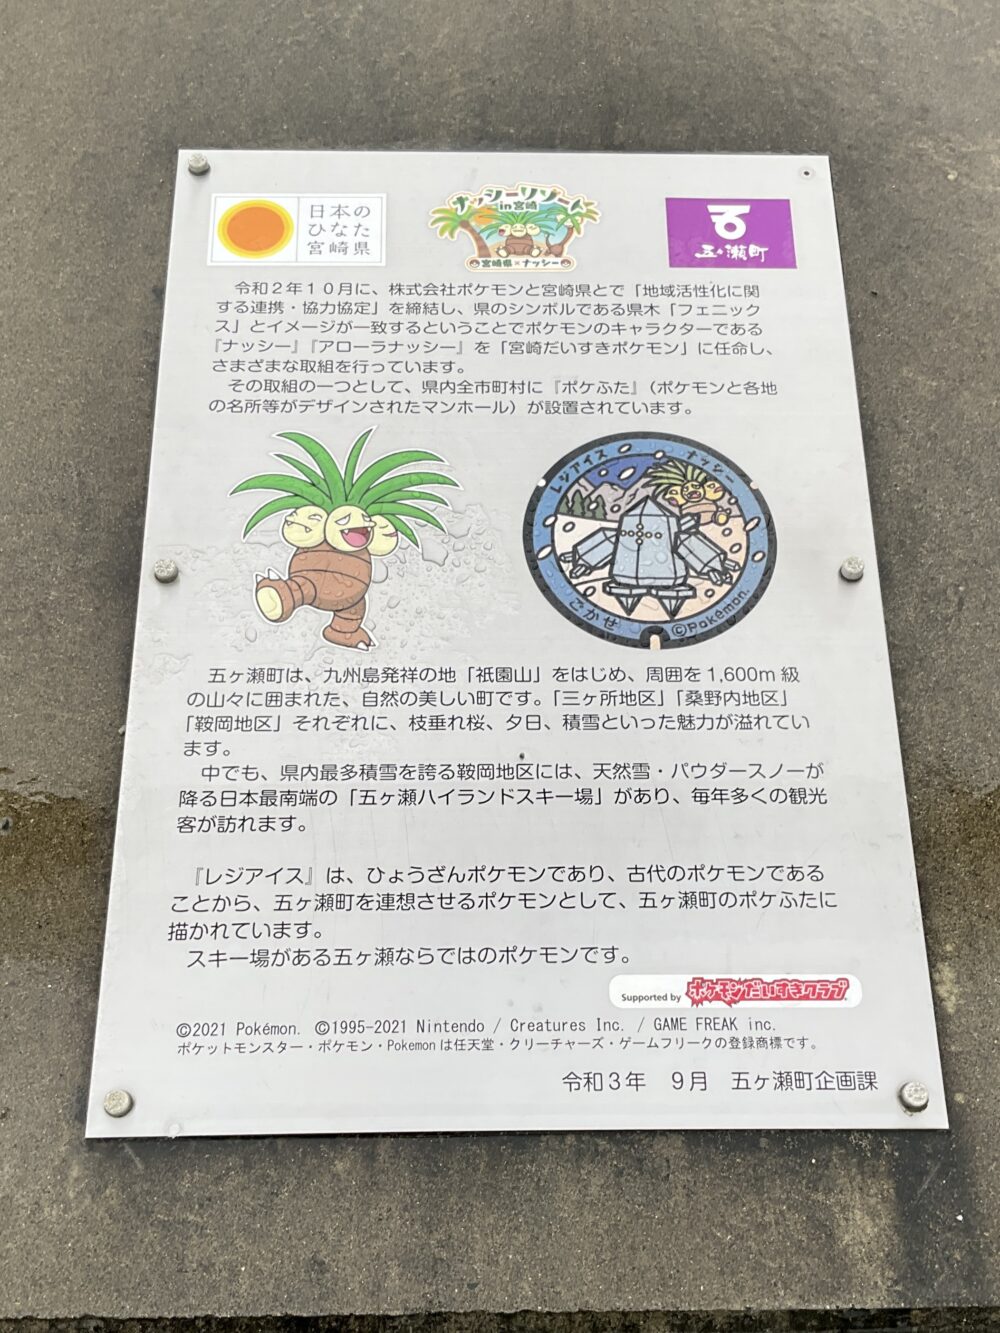 日本の
ひなた
宮崎県
ナッシーリゾート
in 宮崎
宮崎県×ナッシー
五ヶ瀬町
令和2年10月に、株式会社ポケモンと宮崎県とで「地域活性化に関
する連携・協力協定」を締結し、県のシンボルである県木「フェニック
ス」とイメージが一致するということでポケモンのキャラクターである
『ナッシー』『アローラナッシー』を「宮崎だいすきポケモン」に任命し、
さまざまな取組を行っています。
その取組の一つとして、県内全市町村に『ポケふた』（ポケモンと各地
の名所等がデザインされたマンホール）が設置されています。
レジアイス ナッシー
ごかせ
©Pokémon.
五ヶ瀬町は、九州島発祥の地「祇園山」をはじめ、周囲を1,600m 級
の山々に囲まれた、自然の美しい町です。「三ヶ所地区」「桑野内地区」
「鞍岡地区」それぞれに、枝垂れ桜、夕日、積雪といった魅力が溢れてい
ます。
中でも、県内最多積雪を誇る鞍岡地区には、天然雪・パウダースノーが
降る日本最南端の「五ヶ瀬ハイランドスキー場」があり、毎年多くの観光
客が訪れます。
『レジアイス』は、ひょうざんポケモンであり、古代のポケモンである
ことから、五ヶ瀬町を連想させるポケモンとして、五ヶ瀬町のポケふたに
描かれています。
スキー場がある五ヶ瀬ならではのポケモンです。
Supported by ポケモンだいすきクラブ
©2021 Pokémon. ©1995-2021 Nintendo / Creatures Inc. / GAME FREAK inc.
ポケットモンスター・ポケモン・Pokemonは任天堂・クリーチャーズ・ゲームフリークの登録商標です。
令和3年　9月　五ヶ瀬町企画課